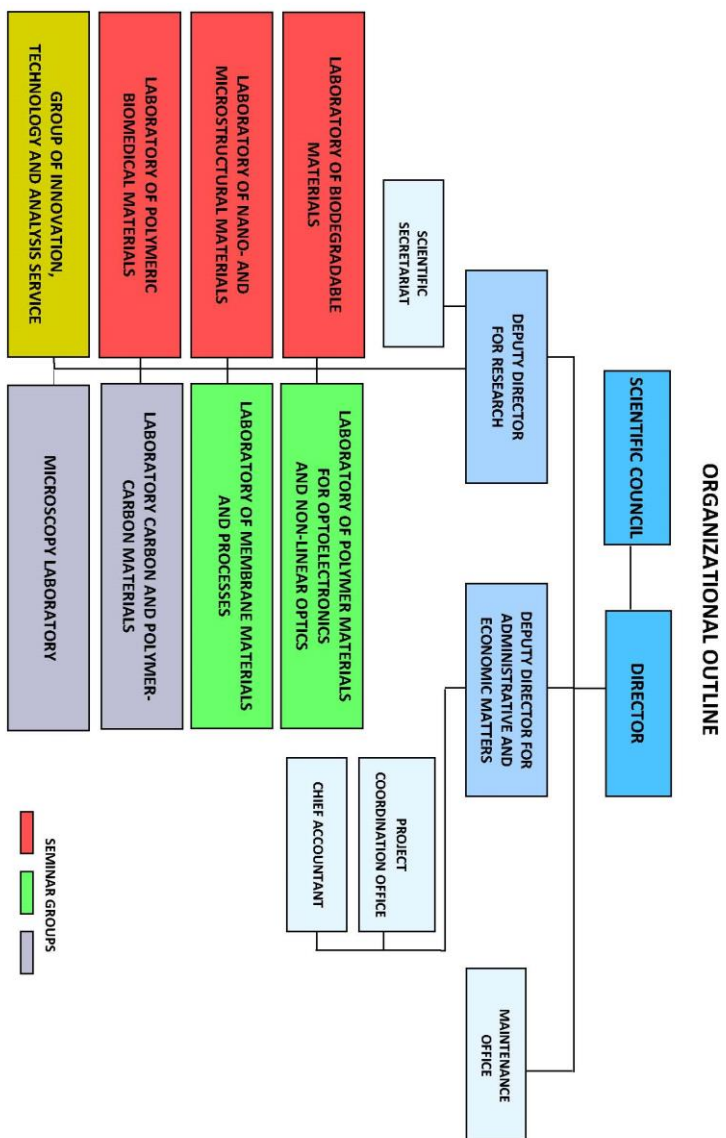 ORGANIZATIONAL OUTLINE
SCIENTIFIC COUNCIL
DIRECTOR
DEPUTY DIRECTOR
FOR RESEARCH
DEPUTY DIRECTOR FOR
ADMINISTRATIVE AND
ECONOMIC MATTERS
MAINTENANCE
OFFICE
SCIENTIFIC
SECRETARIAT
PROJECT
COORDINATION OFFICE
CHIEF ACCOUNTANT
LABORATORY OF BIODEGRADABLE
MATERIALS
LABORATORY OF POLYMER MATERIALS
FOR OPTOELECTRONICS
AND NON-LINEAR OPTICS
LABORATORY OF NANO- AND
MICROSTRUCTURAL MATERIALS
LABORATORY OF MEMBRANE MATERIALS
AND PROCESSES
LABORATORY OF POLYMERIC
BIOMEDICAL MATERIALS
LABORATORY CARBON AND POLYMER-
CARBON MATERIALS
GROUP OF INNOVATION,
TECHNOLOGY AND ANALYSIS SERVICE
MICROSCOPY LABORATORY
SEMINAR GROUPS